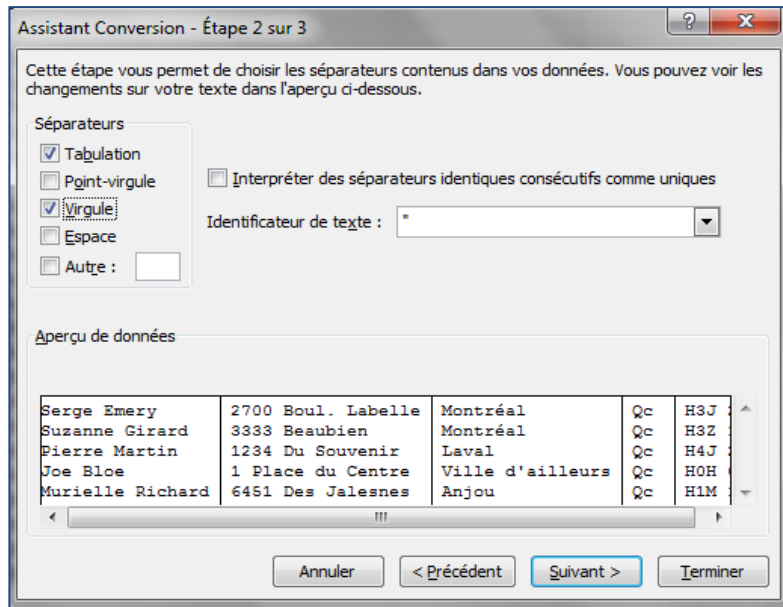 Assistant Conversion - Étape 2 sur 3
Cette étape vous permet de choisir les séparateurs contenus dans vos données. Vous pouvez voir les
changements sur votre texte dans l'aperçu ci-dessous.
Séparateurs
Tabulation
Point-virgule
Virgule
Espace
Autre :
Interpréter des séparateurs identiques consécutifs comme uniques
Identificateur de texte : "
Aperçu de données
Serge Emery 2700 Boul. Labelle Montréal Qc H3J
Suzanne Girard 3333 Beaubien Montréal Qc H3Z
Pierre Martin 1234 Du Souvenir Laval Qc H4J
Joe Bloe 1 Place du Centre Ville d'ailleurs Qc H0H
Murielle Richard 6451 Des Jalesnes Anjou Qc H1M
Annuler < Précédent Suivant > Terminer